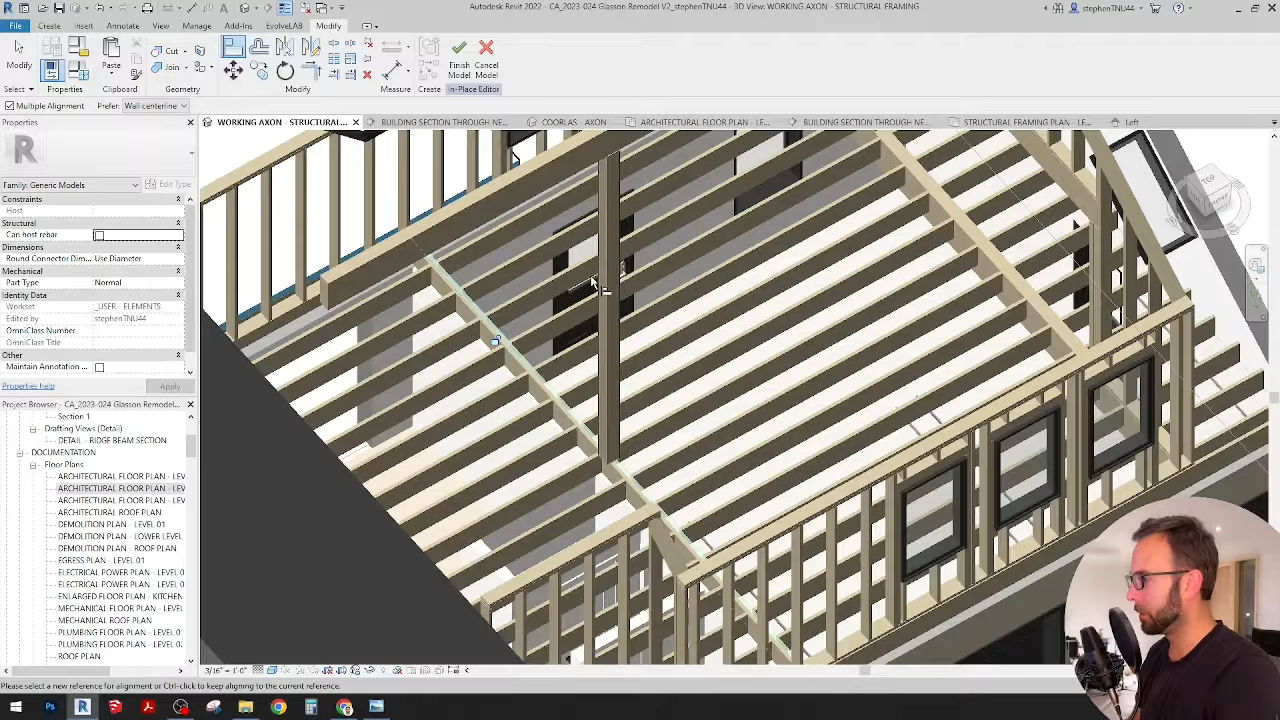 Autodesk Revit 2022 - CA_2023-024 Glasson Remodel V2_stephenTNU44 - 3D View: WORKING AXON - STRUCTURAL FRAMING
stephenTNU44
File Create Insert Annotate View Manage Add-Ins EvolveLAB Modify
Modify Paste Cut Join Finish Model Cancel Model
Select Properties Clipboard Geometry Modify Measure Create In-Place Editor
Multiple Alignment Prefer: Wall centerline
Properties
WORKING AXON - STRUCTURAL... BUILDING SECTION THROUGH NE... COORLAS - AXON ARCHITECTURAL FLOOR PLAN - LE... BUILDING SECTION THROUGH NE... STRUCTURAL FRAMING PLAN - LE... Left
Family: Generic Models Edit Type
Constraints
Host
Structural
Can host rebar
Dimensions
Round Connector Dim... Use Diameter
Mechanical
Part Type Normal
Identity Data
Workset _USER - ELEMENTS
Edited by stephenTNU44
OmniClass Number
OmniClass Title
Other
Maintain Annotation ...
Properties help Apply
Project Browser - CA_2023-024 Glasson Remodel...
Section 1
Drafting Views (Detail)
DETAIL - RIDGE BEAM SECTION
DOCUMENTATION
Floor Plans
ARCHITECTURAL FLOOR PLAN - LEV
ARCHITECTURAL FLOOR PLAN - LEV
ARCHITECTURAL FLOOR PLAN - LEV
ARCHITECTURAL ROOF PLAN
DEMOLITION PLAN - LEVEL 01
DEMOLITION PLAN - LOWER LEVEL
DEMOLITION PLAN - ROOF PLAN
EGRESS PLAN - LEVEL 01
ELECTRICAL POWER PLAN - LEVEL 0
ELECTRICAL POWER PLAN - LEVEL 0
ENLARGED FLOOR PLAN - KITCHEN
MECHANICAL FLOOR PLAN - LEVEL
MECHANICAL ROOF PLAN
PLUMBING FLOOR PLAN - LEVEL 0
PLUMBING FLOOR PLAN - LEVEL 0
ROOF PLAN
TOP
3/16" = 1'-0"
Please select a new reference for alignment or Ctrl-click to keep aligning to the current reference.